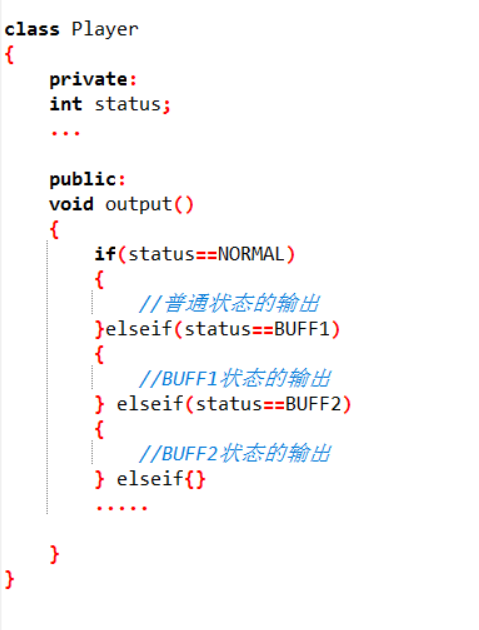 class Player
{
private:
int status;
...
public:
void output()
{
if(status==NORMAL)
{
//普通状态的输出
}elseif(status==BUFF1)
{
//BUFF1状态的输出
} elseif(status==BUFF2)
{
//BUFF2状态的输出
} elseif{}
.....
}
}